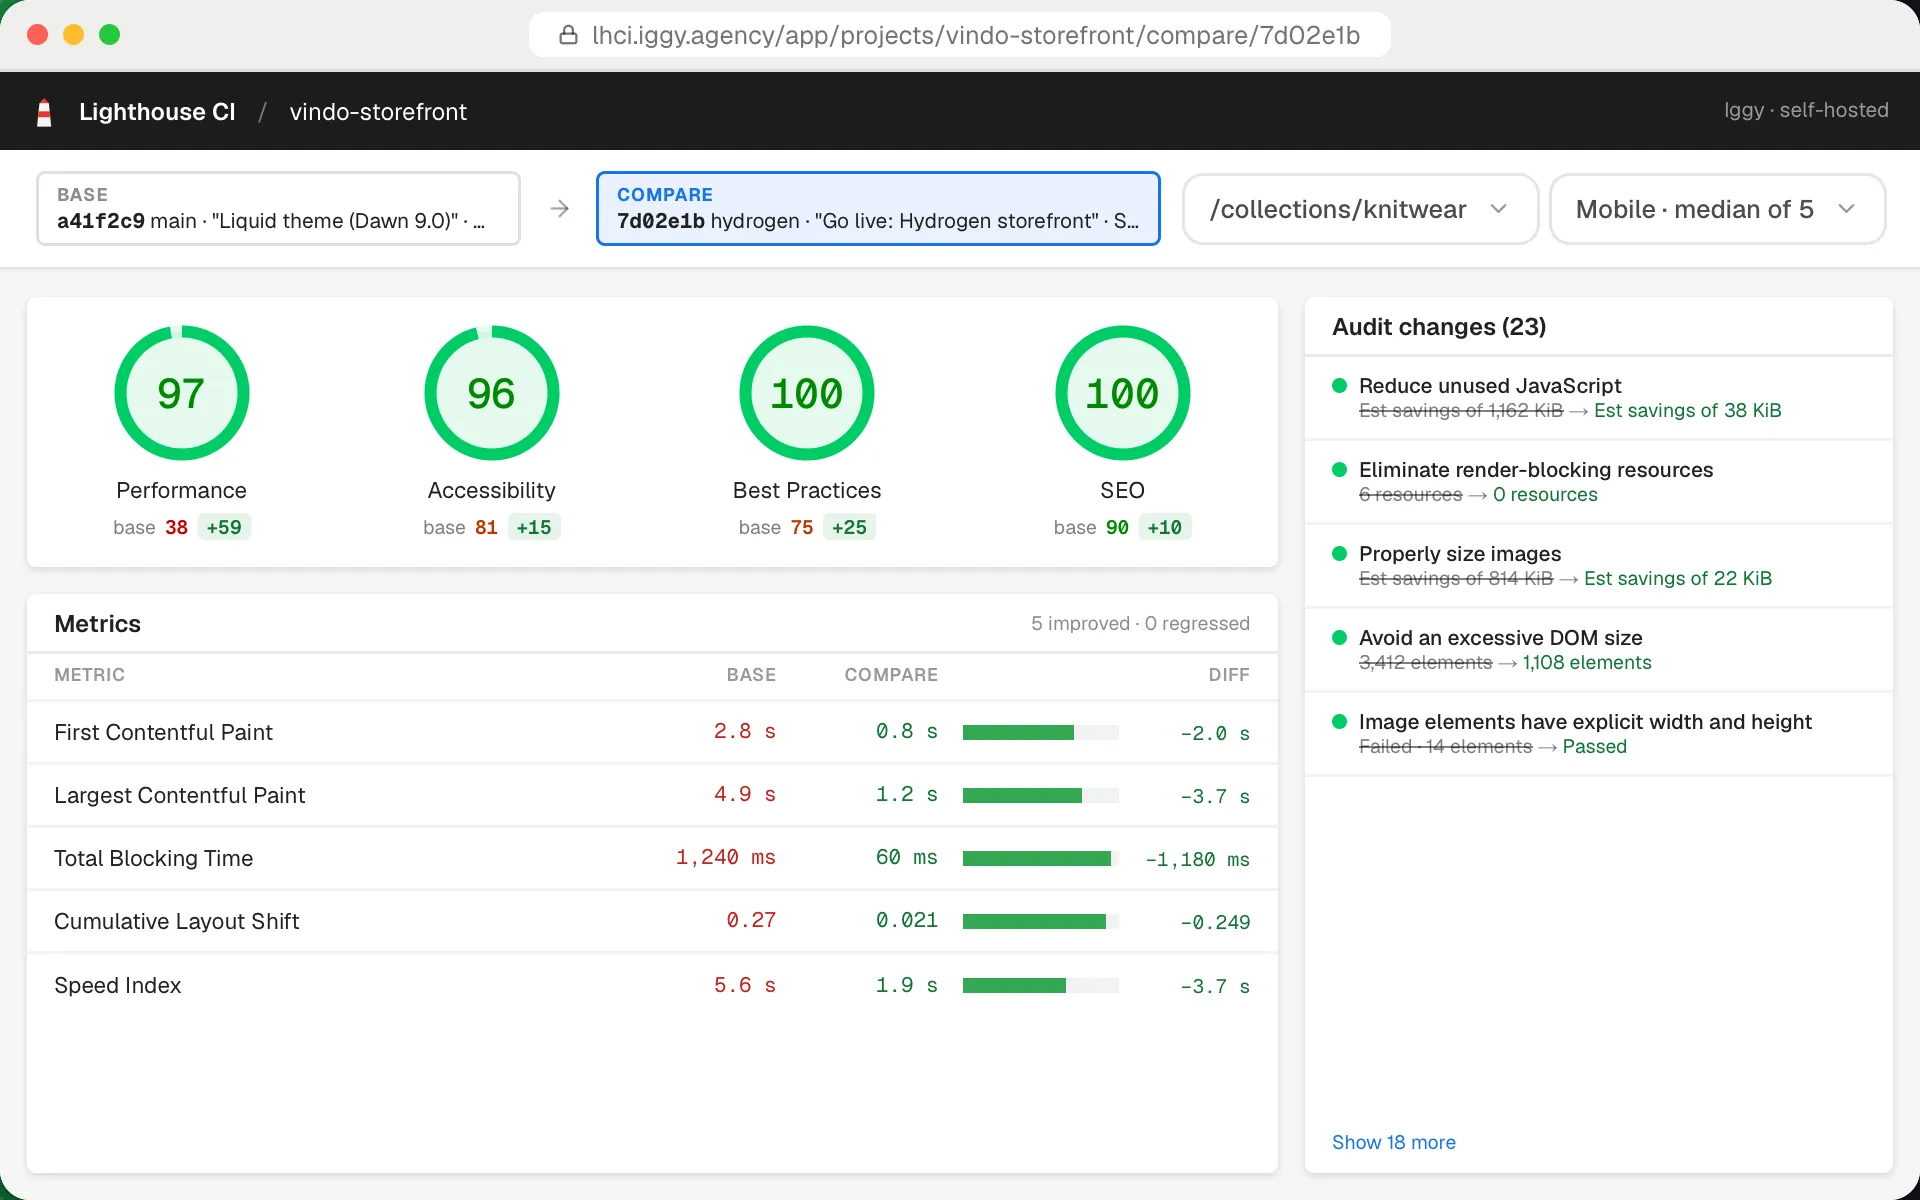 lhci.iggy.agency/app/projects/vindo-storefront/compare/7d02e1b
Lighthouse CI / vindo-storefront
Iggy · self-hosted
BASE
a41f2c9 main · "Liquid theme (Dawn 9.0)" · …
→
COMPARE
7d02e1b hydrogen · "Go live: Hydrogen storefront" · S…
/collections/knitwear
Mobile · median of 5
97
Performance
base 38 +59
96
Accessibility
base 81 +15
100
Best Practices
base 75 +25
100
SEO
base 90 +10
Metrics
5 improved · 0 regressed
METRIC BASE COMPARE DIFF
First Contentful Paint 2.8 s 0.8 s −2.0 s
Largest Contentful Paint 4.9 s 1.2 s −3.7 s
Total Blocking Time 1,240 ms 60 ms −1,180 ms
Cumulative Layout Shift 0.27 0.021 −0.249
Speed Index 5.6 s 1.9 s −3.7 s
Audit changes (23)
Reduce unused JavaScript
Est savings of 1,162 KiB → Est savings of 38 KiB
Eliminate render-blocking resources
6 resources → 0 resources
Properly size images
Est savings of 814 KiB → Est savings of 22 KiB
Avoid an excessive DOM size
3,412 elements → 1,108 elements
Image elements have explicit width and height
Failed · 14 elements → Passed
Show 18 more